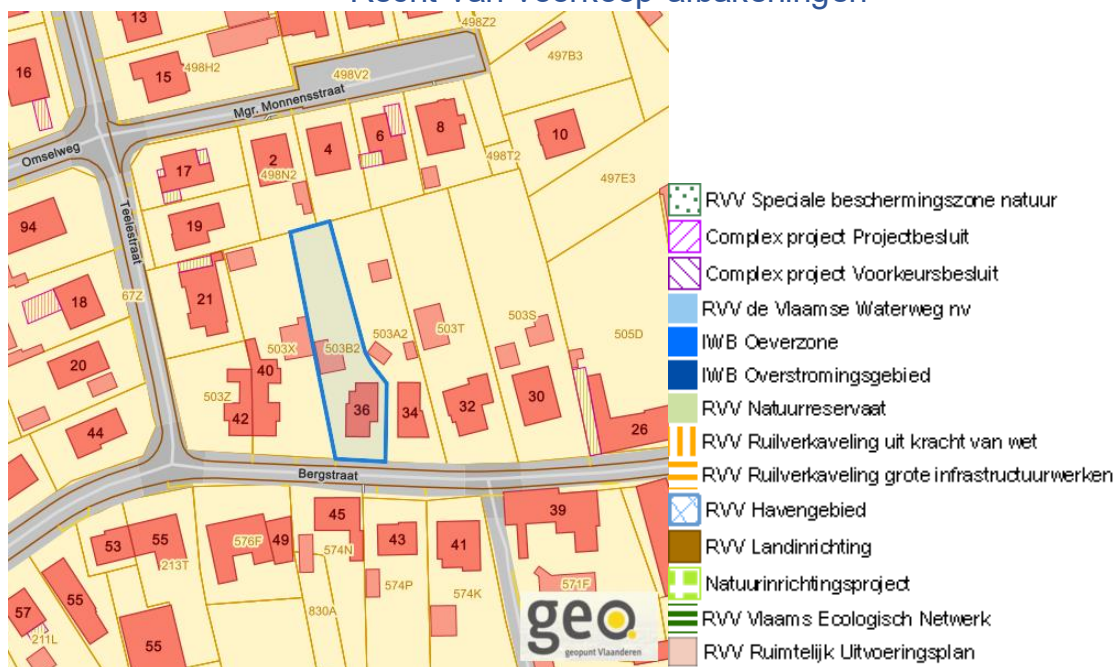 Recht van voorkoop-afbakeningen
13
498Z2
16
15
498H2
498V2
497B3
Mgr. Monnensstraat
Omselweg
17
2
4
6
8
10
498N2
498T2
497E3
94
Teelestraat
19
18
67Z
21
503X
503B2
503A2
503T
503S
505D
20
40
503Z
42
36
34
32
30
26
44
Bergstraat
53
55
213T
576F
49
45
574N
43
41
39
55
574P
574K
571F
57
211L
55
830A
geo
geopunt Vlaanderen
RVV Speciale beschermingszone natuur
Complex project Projectbesluit
Complex project Voorkeursbesluit
RVV de Vlaamse Waterweg nv
IWB Oeverzone
IWB Overstromingsgebied
RVV Natuurreservaat
RVV Ruilverkaveling uit kracht van wet
RVV Ruilverkaveling grote infrastructuurwerken
RVV Havengebied
RVV Landinrichting
Natuurinrichtingsproject
RVV Vlaams Ecologisch Netwerk
RVV Ruimtelijk Uitvoeringsplan